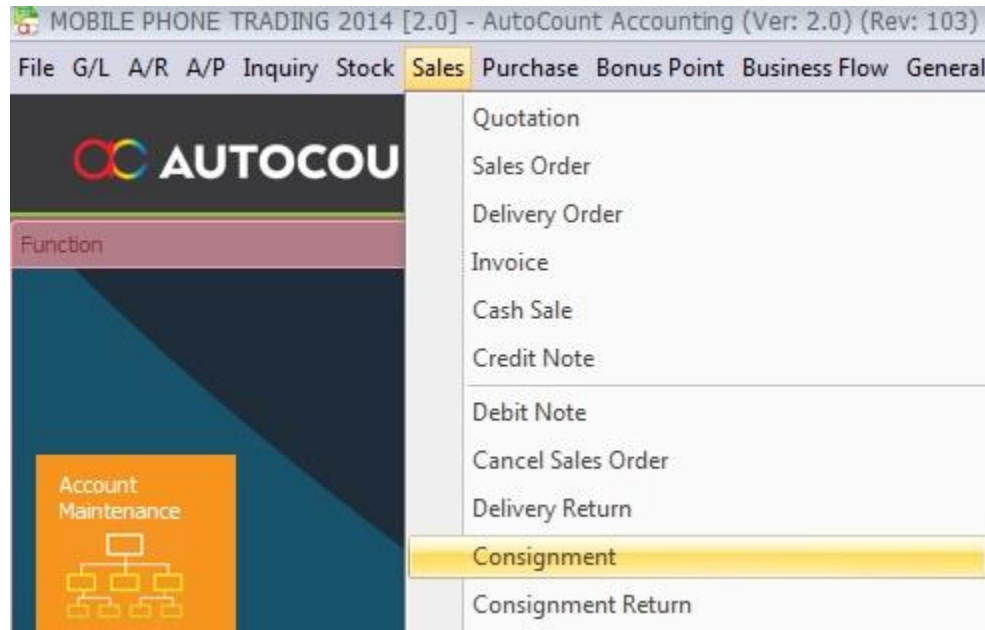 MOBILE PHONE TRADING 2014 [2.0] - AutoCount Accounting (Ver: 2.0) (Rev: 103)
File G/L A/R A/P Inquiry Stock Sales Purchase Bonus Point Business Flow General
AUTOCOU
Function
Quotation
Sales Order
Delivery Order
Invoice
Cash Sale
Credit Note
Debit Note
Cancel Sales Order
Delivery Return
Consignment
Consignment Return
Account
Maintenance